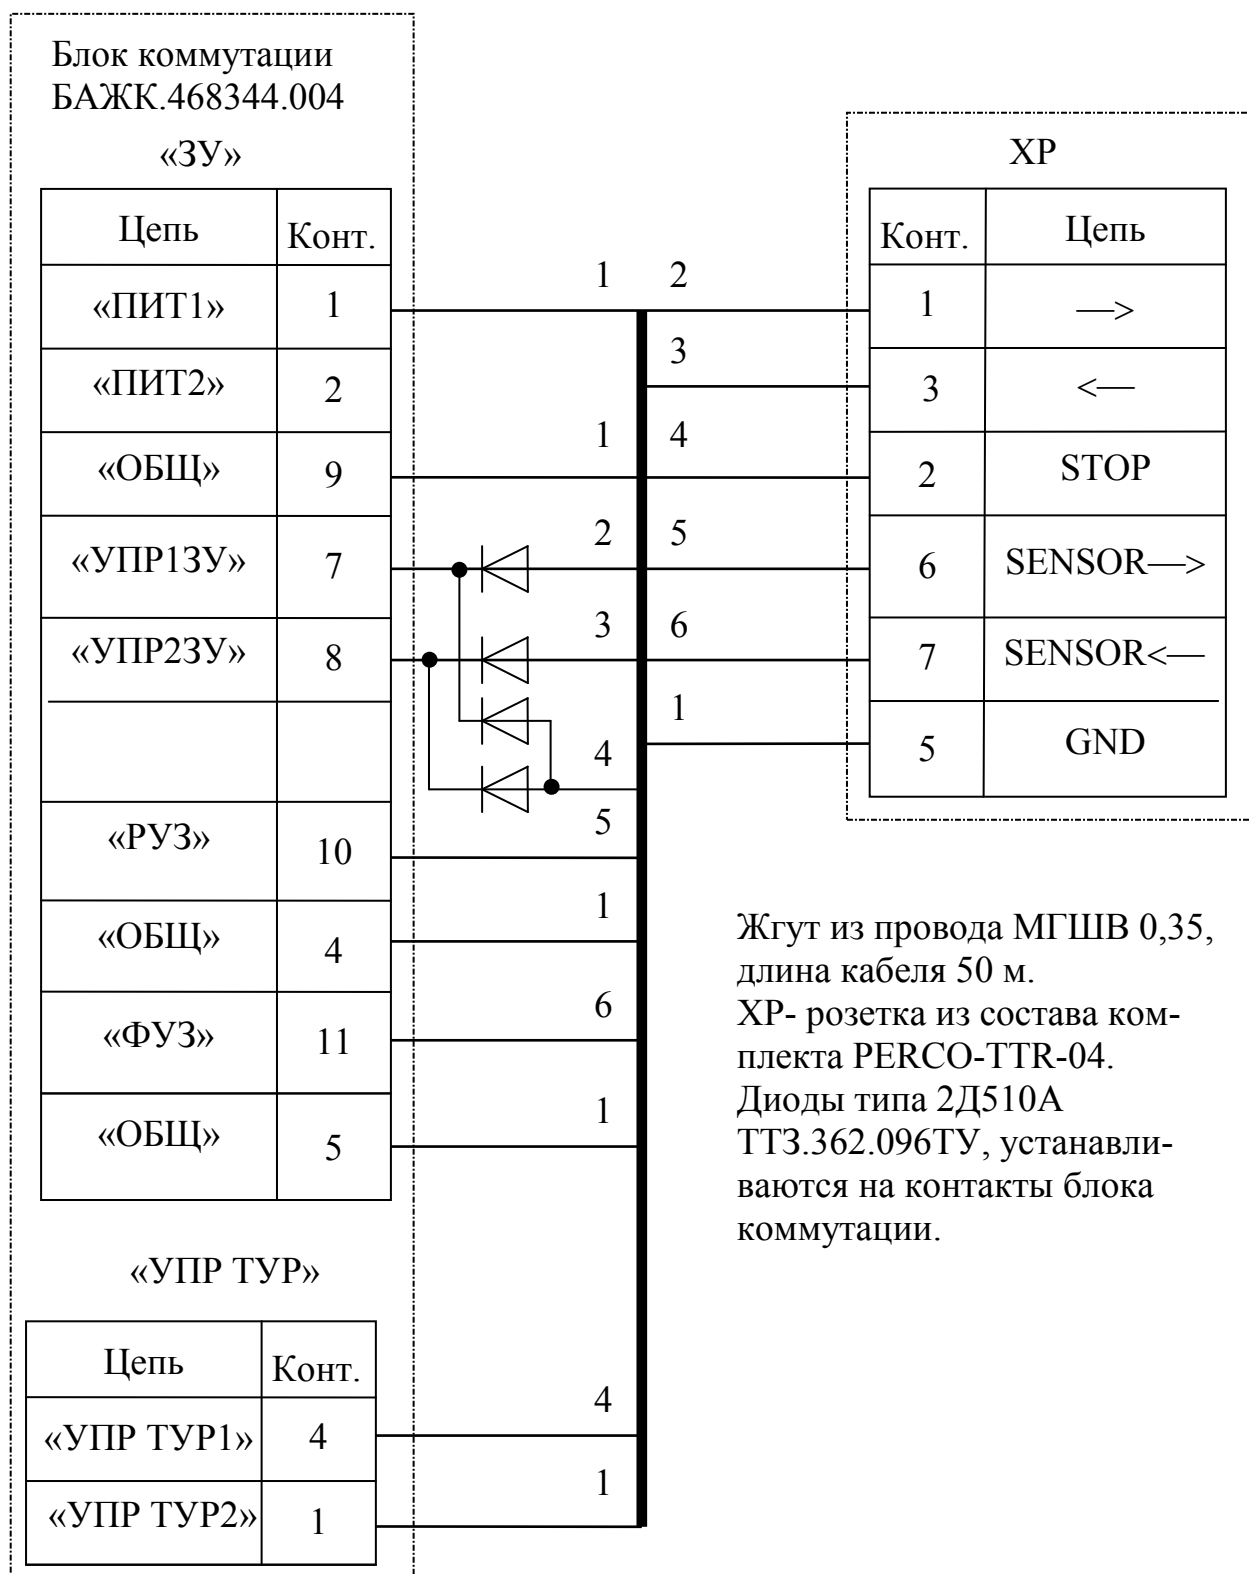 Блок коммутации
БАЖК.468344.004
«ЗУ»
Цепь Конт.
«ПИТ1» 1
«ПИТ2» 2
«ОБЩ» 9
«УПР1ЗУ» 7
«УПР2ЗУ» 8
«РУЗ» 10
«ОБЩ» 4
«ФУЗ» 11
«ОБЩ» 5
«УПР ТУР»
Цепь Конт.
«УПР ТУР1» 4
«УПР ТУР2» 1
1
1
2
3
4
5
1
6
1
4
1
2
3
4
5
6
1
ХР
Конт. Цепь
1 —>
3 <—
2 STOP
6 SENSOR—>
7 SENSOR<—
5 GND
Жгут из провода МГШВ 0,35,
длина кабеля 50 м.
ХР- розетка из состава ком-
плекта PERCO-TTR-04.
Диоды типа 2Д510А
ТТ3.362.096ТУ, устанавли-
ваются на контакты блока
коммутации.